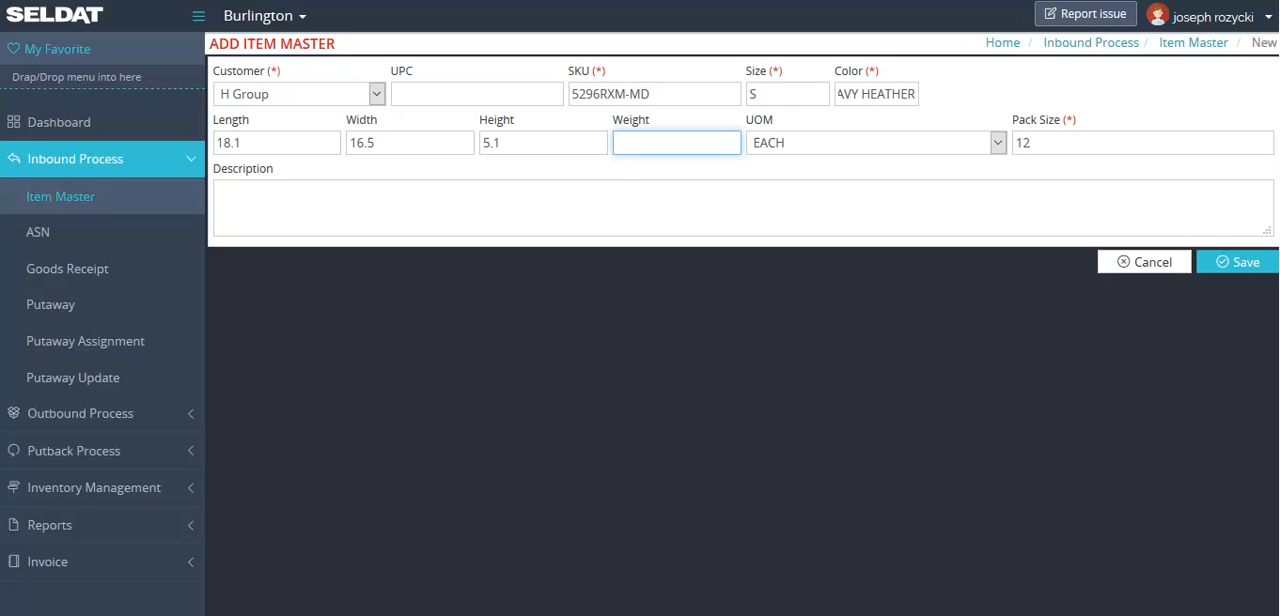 SELDAT
Burlington
Report issue
joseph rozycki
My Favorite
Drap/Drop menu into here
Dashboard
Inbound Process
Item Master
ASN
Goods Receipt
Putaway
Putaway Assignment
Putaway Update
Outbound Process
Putback Process
Inventory Management
Reports
Invoice
ADD ITEM MASTER
Home / Inbound Process / Item Master / New
Customer (*) UPC SKU (*) Size (*) Color (*)
H Group 5296RXM-MD S AVY HEATHER
Length Width Height Weight UOM Pack Size (*)
18.1 16.5 5.1 EACH 12
Description
Cancel Save